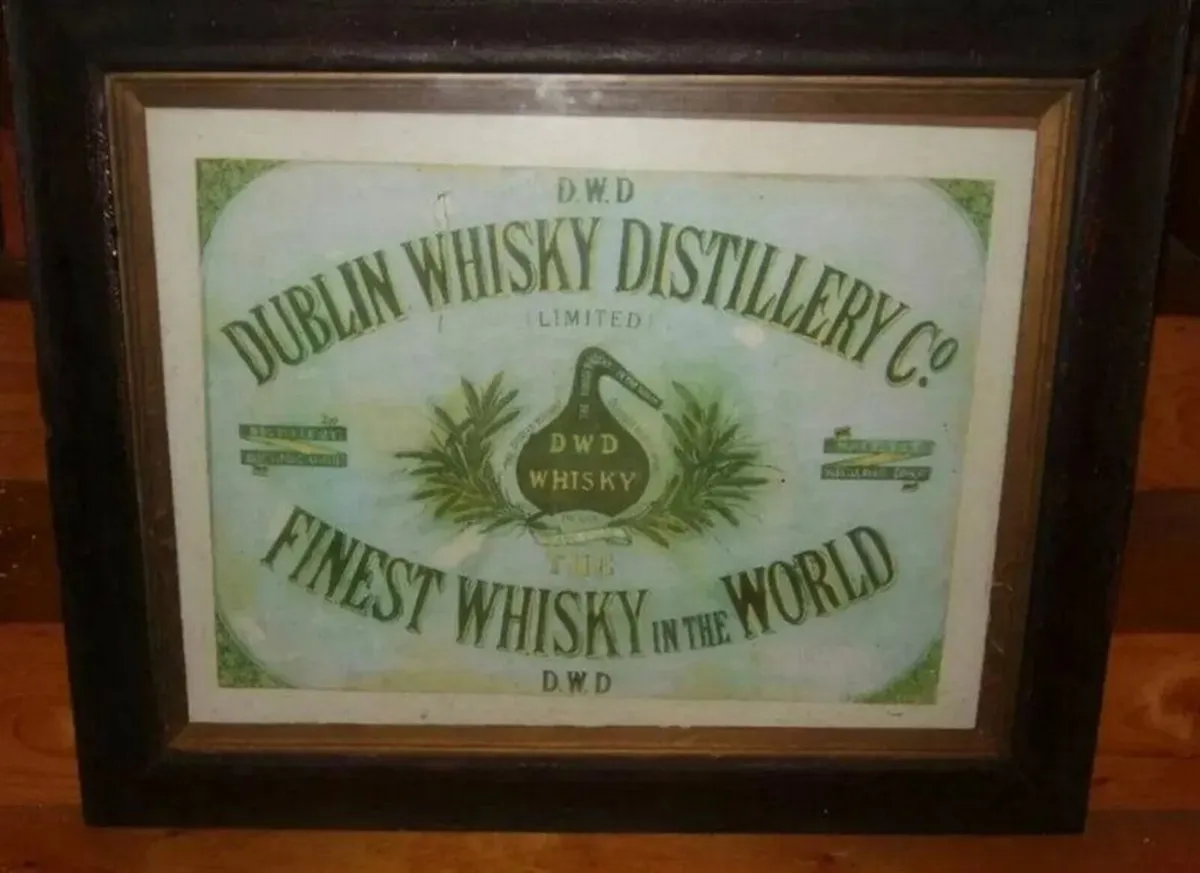 D.W.D
DUBLIN WHISKY DISTILLERY Cº.
(LIMITED)
DWD
WHISKY
THE
FINEST WHISKY IN THE WORLD
D.W.D